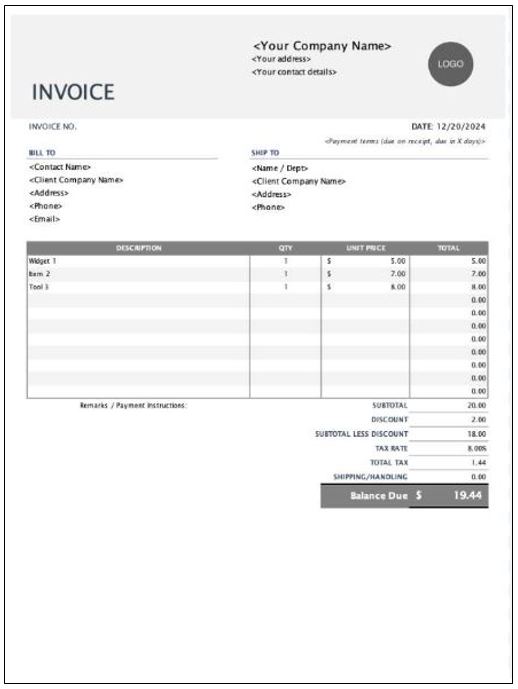 <Your Company Name>
<Your address>
<Your contact details>
LOGO
INVOICE
INVOICE NO.
DATE: 12/20/2024
<Payment terms (due on receipt, due in X days)>
BILL TO
<Contact Name>
<Client Company Name>
<Address>
<Phone>
<Email>
SHIP TO
<Name / Dept>
<Client Company Name>
<Address>
<Phone>
DESCRIPTION QTY UNIT PRICE TOTAL
Widget 1 1 $ 5.00 5.00
Item 2 1 $ 7.00 7.00
Tool 3 1 $ 8.00 8.00
0.00
0.00
0.00
0.00
0.00
0.00
0.00
0.00
Remarks / Payment Instructions:
SUBTOTAL 20.00
DISCOUNT 2.00
SUBTOTAL LESS DISCOUNT 18.00
TAX RATE 8.00%
TOTAL TAX 1.44
SHIPPING/HANDLING 0.00
Balance Due $ 19.44